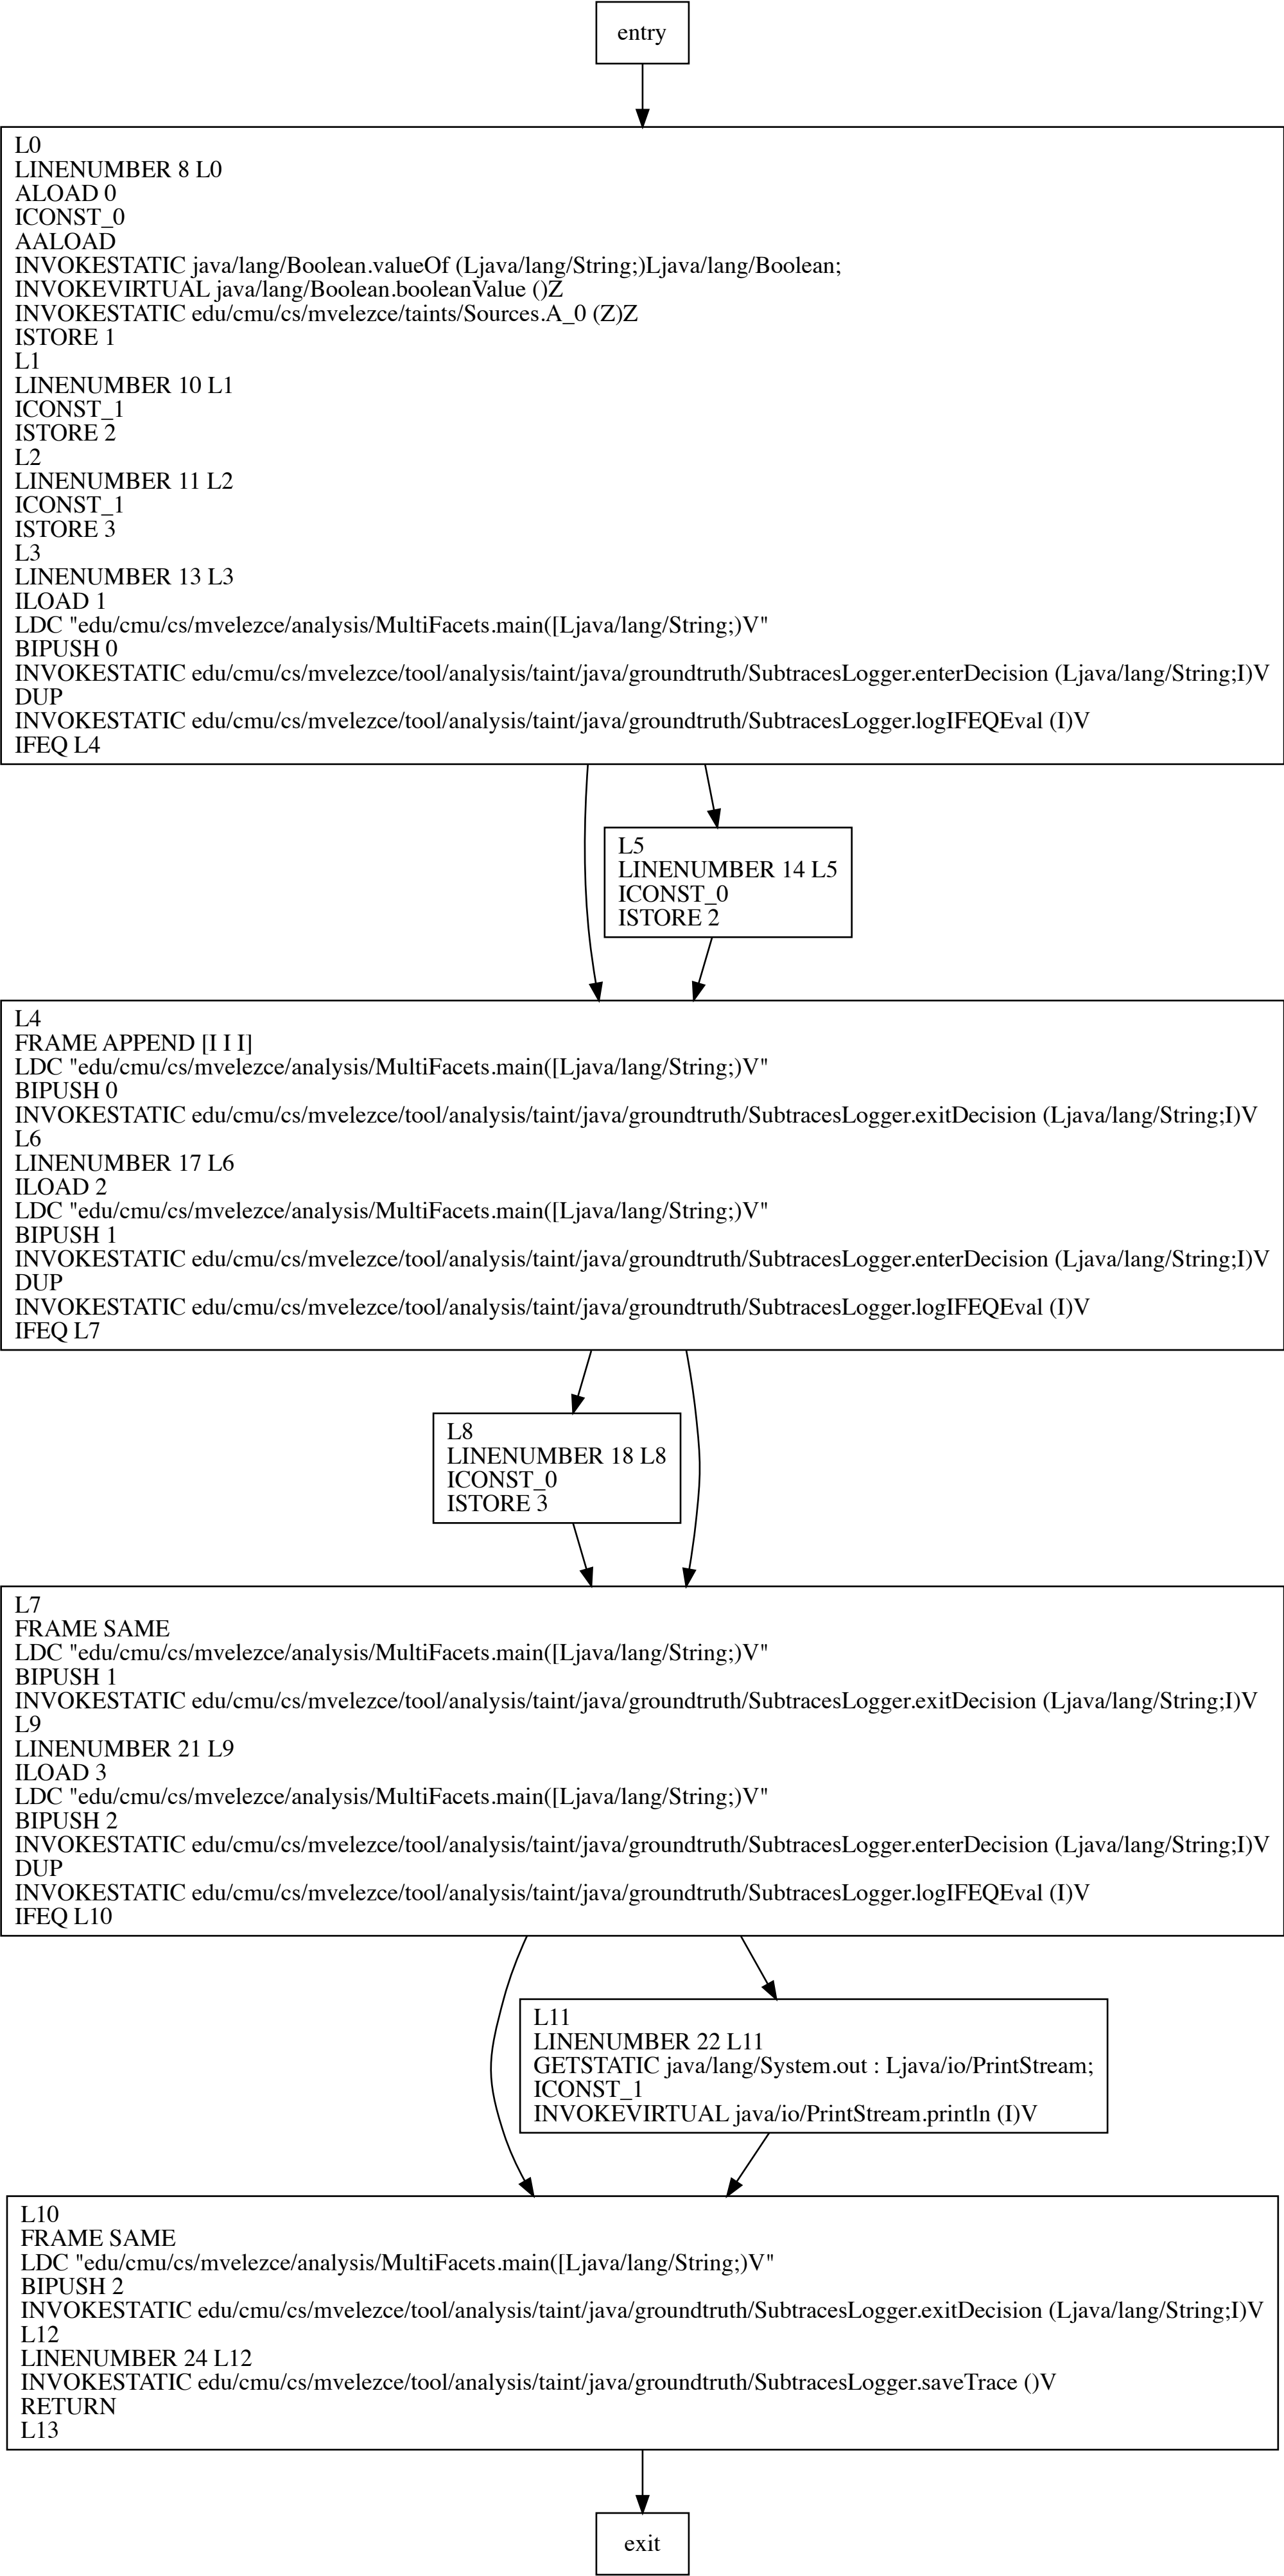 entry
L0
LINENUMBER 8 L0
ALOAD 0
ICONST_0
AALOAD
INVOKESTATIC java/lang/Boolean.valueOf (Ljava/lang/String;)Ljava/lang/Boolean;
INVOKEVIRTUAL java/lang/Boolean.booleanValue ()Z
INVOKESTATIC edu/cmu/cs/mvelezce/taints/Sources.A_0 (Z)Z
ISTORE 1
L1
LINENUMBER 10 L1
ICONST_1
ISTORE 2
L2
LINENUMBER 11 L2
ICONST_1
ISTORE 3
L3
LINENUMBER 13 L3
ILOAD 1
LDC "edu/cmu/cs/mvelezce/analysis/MultiFacets.main([Ljava/lang/String;)V"
BIPUSH 0
INVOKESTATIC edu/cmu/cs/mvelezce/tool/analysis/taint/java/groundtruth/SubtracesLogger.enterDecision (Ljava/lang/String;I)V
DUP
INVOKESTATIC edu/cmu/cs/mvelezce/tool/analysis/taint/java/groundtruth/SubtracesLogger.logIFEQEval (I)V
IFEQ L4
L5
LINENUMBER 14 L5
ICONST_0
ISTORE 2
L4
FRAME APPEND [I I I]
LDC "edu/cmu/cs/mvelezce/analysis/MultiFacets.main([Ljava/lang/String;)V"
BIPUSH 0
INVOKESTATIC edu/cmu/cs/mvelezce/tool/analysis/taint/java/groundtruth/SubtracesLogger.exitDecision (Ljava/lang/String;I)V
L6
LINENUMBER 17 L6
ILOAD 2
LDC "edu/cmu/cs/mvelezce/analysis/MultiFacets.main([Ljava/lang/String;)V"
BIPUSH 1
INVOKESTATIC edu/cmu/cs/mvelezce/tool/analysis/taint/java/groundtruth/SubtracesLogger.enterDecision (Ljava/lang/String;I)V
DUP
INVOKESTATIC edu/cmu/cs/mvelezce/tool/analysis/taint/java/groundtruth/SubtracesLogger.logIFEQEval (I)V
IFEQ L7
L8
LINENUMBER 18 L8
ICONST_0
ISTORE 3
L7
FRAME SAME
LDC "edu/cmu/cs/mvelezce/analysis/MultiFacets.main([Ljava/lang/String;)V"
BIPUSH 1
INVOKESTATIC edu/cmu/cs/mvelezce/tool/analysis/taint/java/groundtruth/SubtracesLogger.exitDecision (Ljava/lang/String;I)V
L9
LINENUMBER 21 L9
ILOAD 3
LDC "edu/cmu/cs/mvelezce/analysis/MultiFacets.main([Ljava/lang/String;)V"
BIPUSH 2
INVOKESTATIC edu/cmu/cs/mvelezce/tool/analysis/taint/java/groundtruth/SubtracesLogger.enterDecision (Ljava/lang/String;I)V
DUP
INVOKESTATIC edu/cmu/cs/mvelezce/tool/analysis/taint/java/groundtruth/SubtracesLogger.logIFEQEval (I)V
IFEQ L10
L11
LINENUMBER 22 L11
GETSTATIC java/lang/System.out : Ljava/io/PrintStream;
ICONST_1
INVOKEVIRTUAL java/io/PrintStream.println (I)V
L10
FRAME SAME
LDC "edu/cmu/cs/mvelezce/analysis/MultiFacets.main([Ljava/lang/String;)V"
BIPUSH 2
INVOKESTATIC edu/cmu/cs/mvelezce/tool/analysis/taint/java/groundtruth/SubtracesLogger.exitDecision (Ljava/lang/String;I)V
L12
LINENUMBER 24 L12
INVOKESTATIC edu/cmu/cs/mvelezce/tool/analysis/taint/java/groundtruth/SubtracesLogger.saveTrace ()V
RETURN
L13
exit